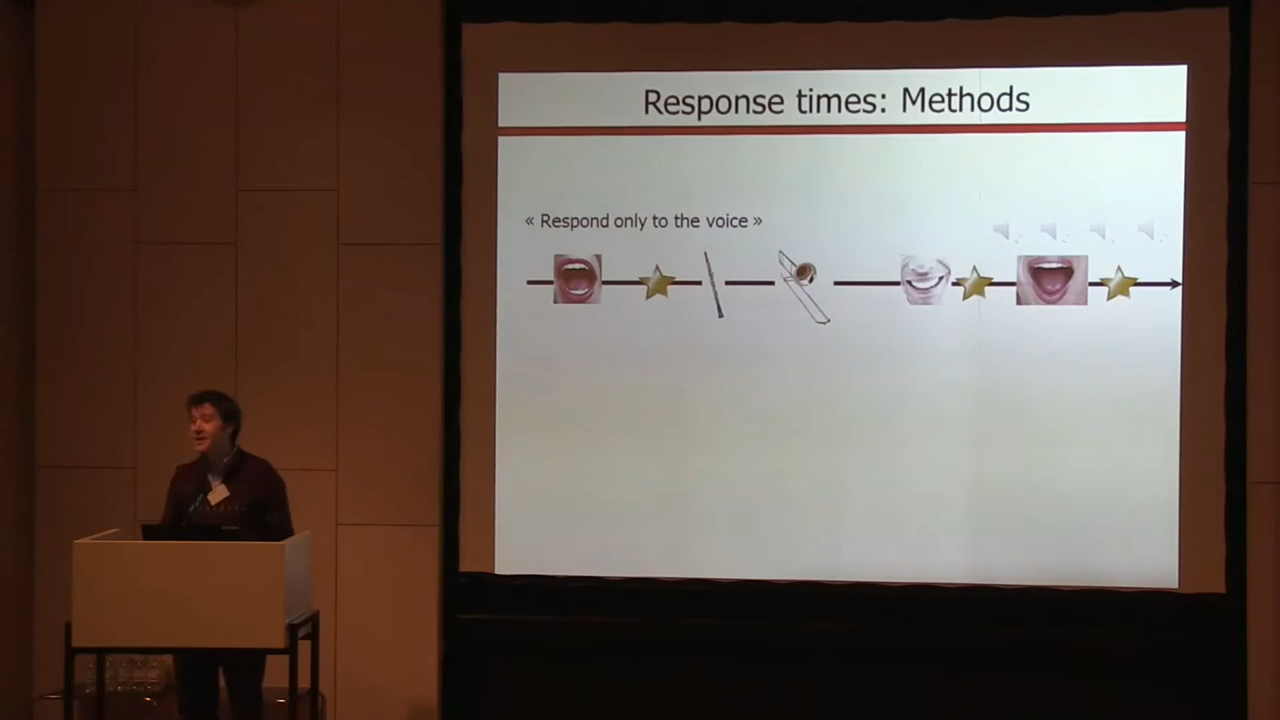 Response times: Methods
« Respond only to the voice »